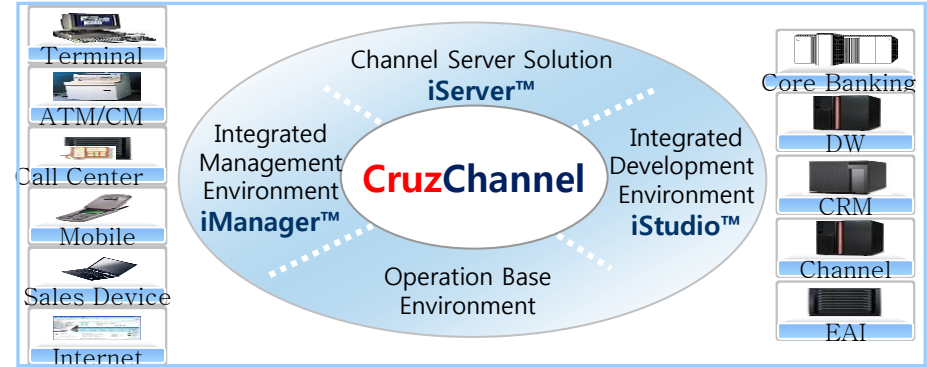 Terminal
ATM/CM
Call Center
Mobile
Sales Device
Internet
Channel Server Solution
iServer™
Integrated
Management
Environment
iManager™
CruzChannel
Integrated
Development
Environment
iStudio™
Operation Base
Environment
Core Banking
DW
CRM
Channel
EAI